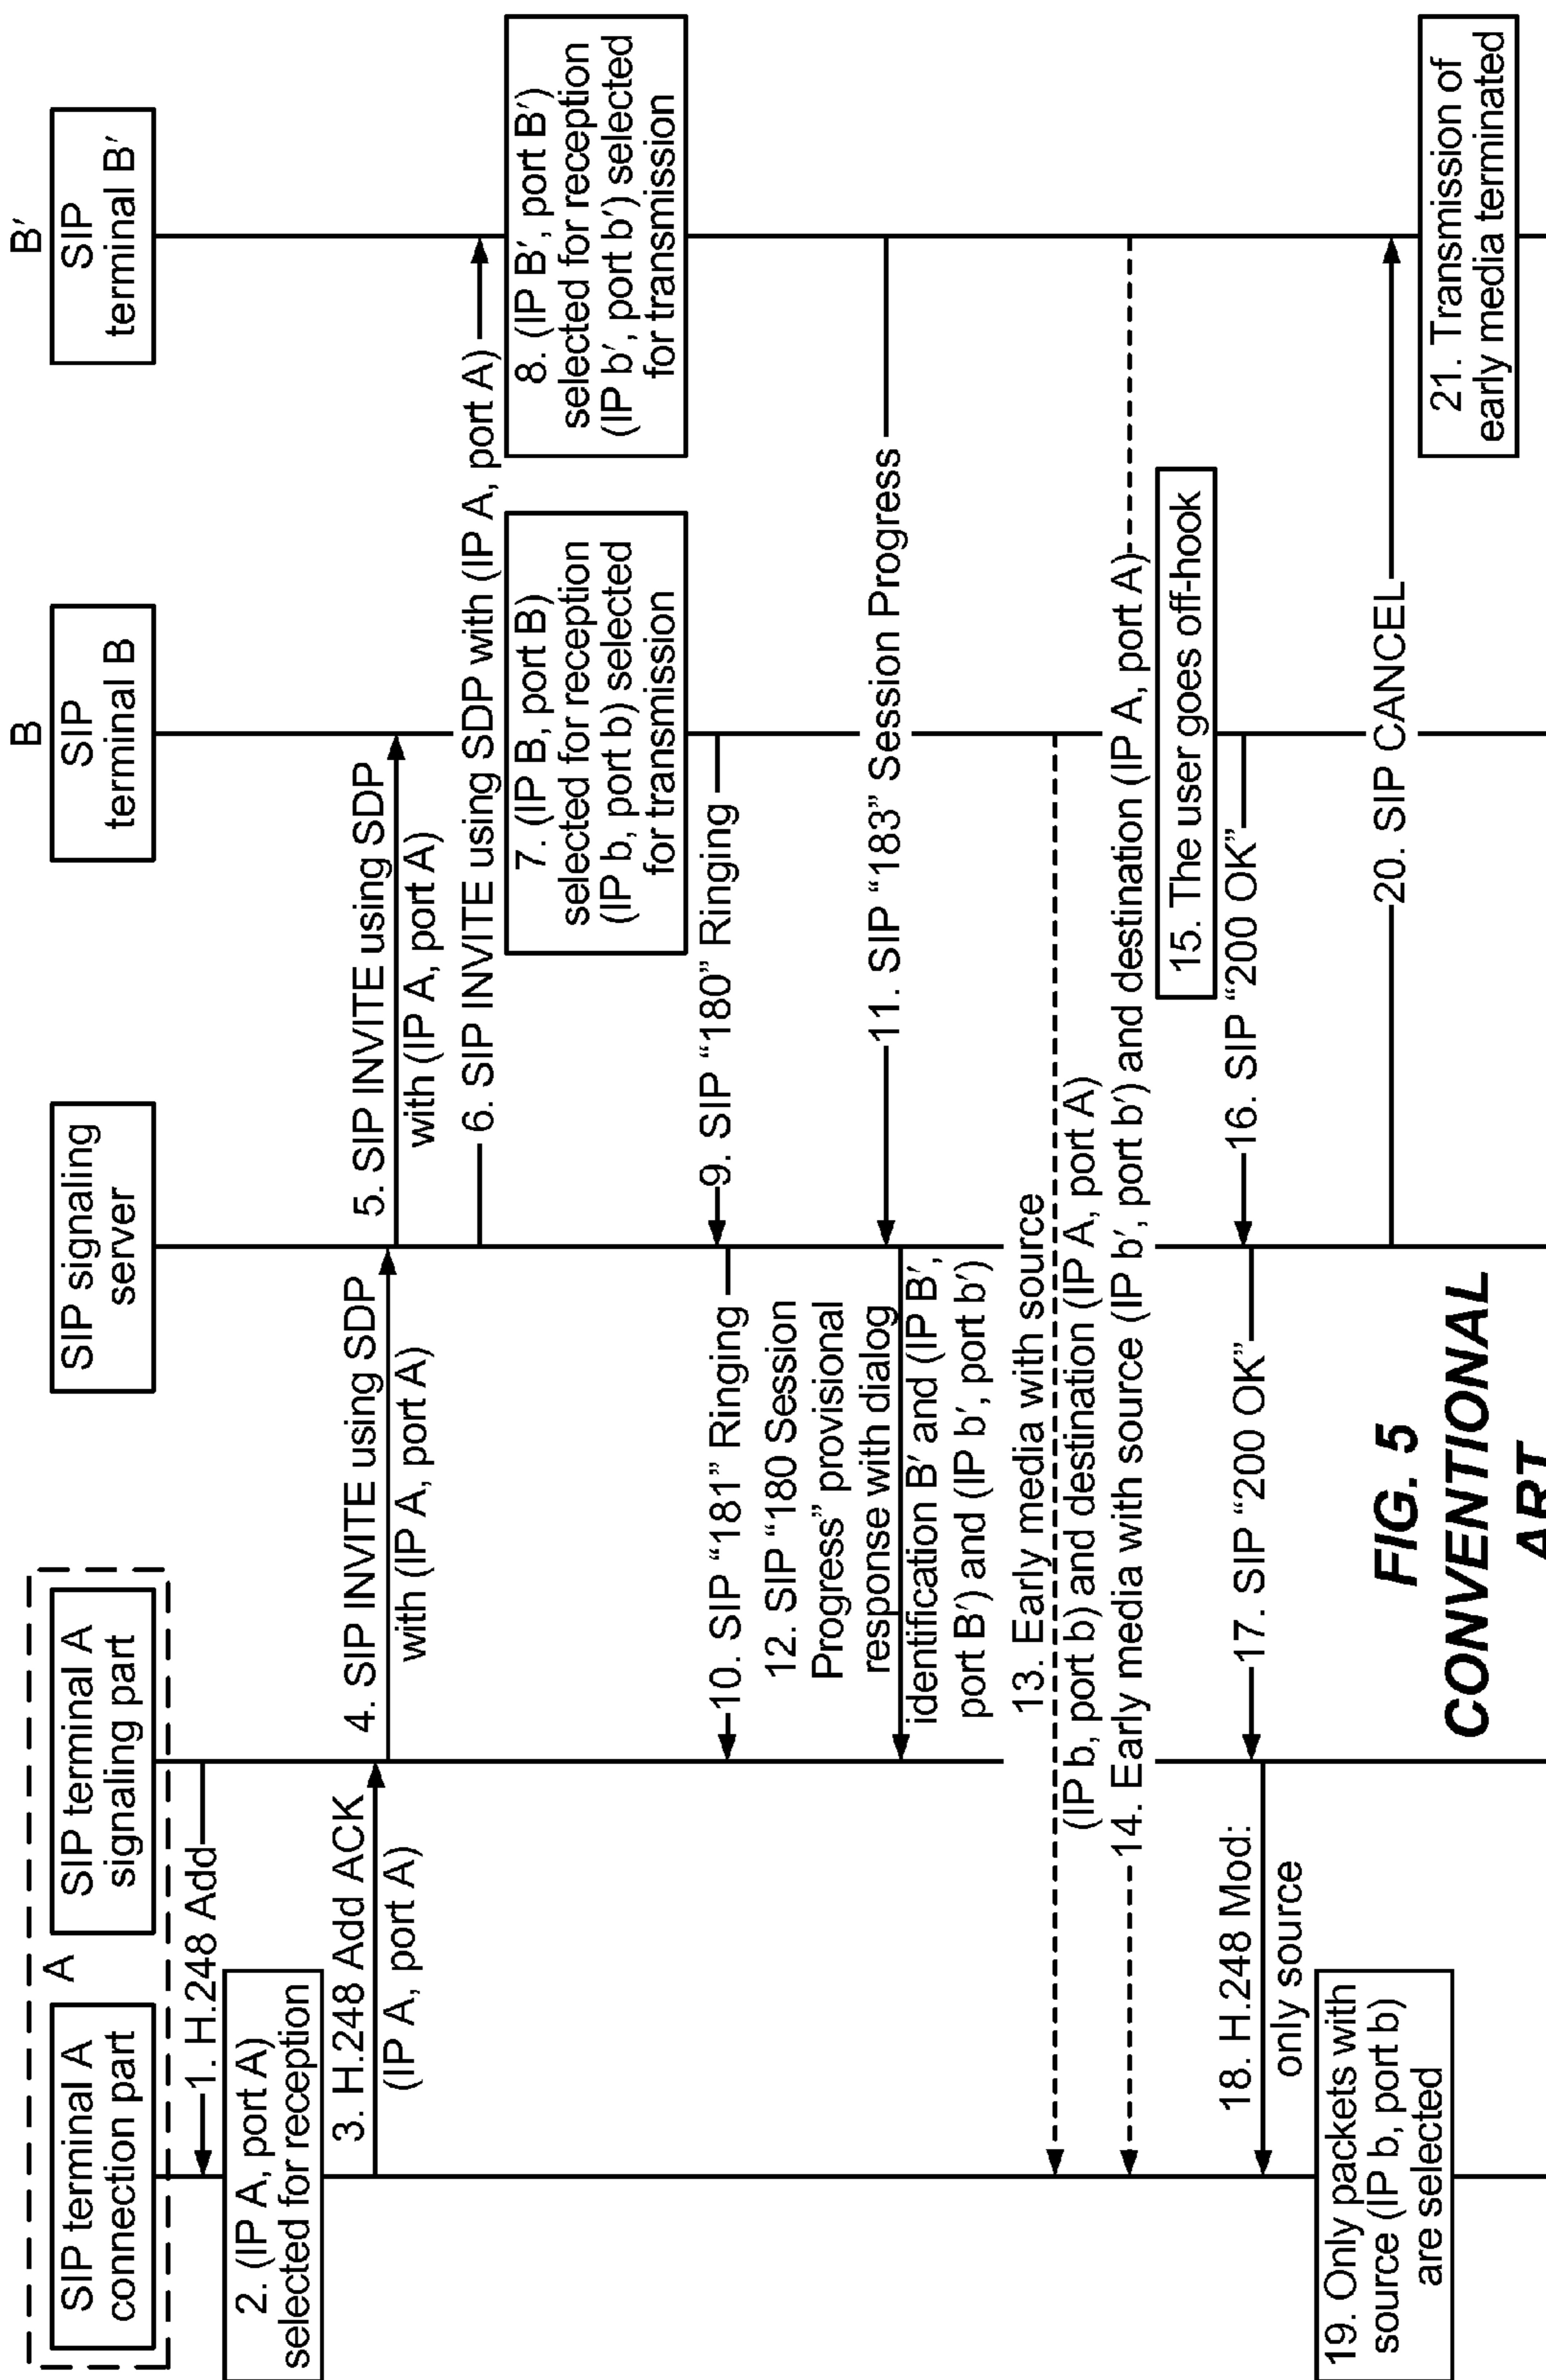 A
SIP terminal A
connection part
SIP terminal A
signaling part
SIP signaling
server
B
SIP
terminal B
B′
SIP
terminal B′
1. H.248 Add
2. (IP A, port A)
selected for reception
3. H.248 Add ACK
(IP A, port A)
4. SIP INVITE using SDP
with (IP A, port A)
5. SIP INVITE using SDP
with (IP A, port A)
6. SIP INVITE using SDP with (IP A, port A)
7. (IP B, port B)
selected for reception
(IP b, port b) selected
for transmission
8. (IP B′, port B′)
selected for reception
(IP b′, port b′) selected
for transmission
9. SIP “180” Ringing
10. SIP “181” Ringing
11. SIP “183” Session Progress
12. SIP “180 Session
Progress” provisional
response with dialog
identification B′ and (IP B′,
port B′) and (IP b′, port b′)
13. Early media with source
(IP b, port b) and destination (IP A, port A)
14. Early media with source (IP b′, port b′) and destination (IP A, port A)
15. The user goes off-hook
16. SIP “200 OK”
17. SIP “200 OK”
18. H.248 Mod:
only source
19. Only packets with
source (IP b, port b)
are selected
20. SIP CANCEL
21. Transmission of
early media terminated
FIG. 5
CONVENTIONAL
ART